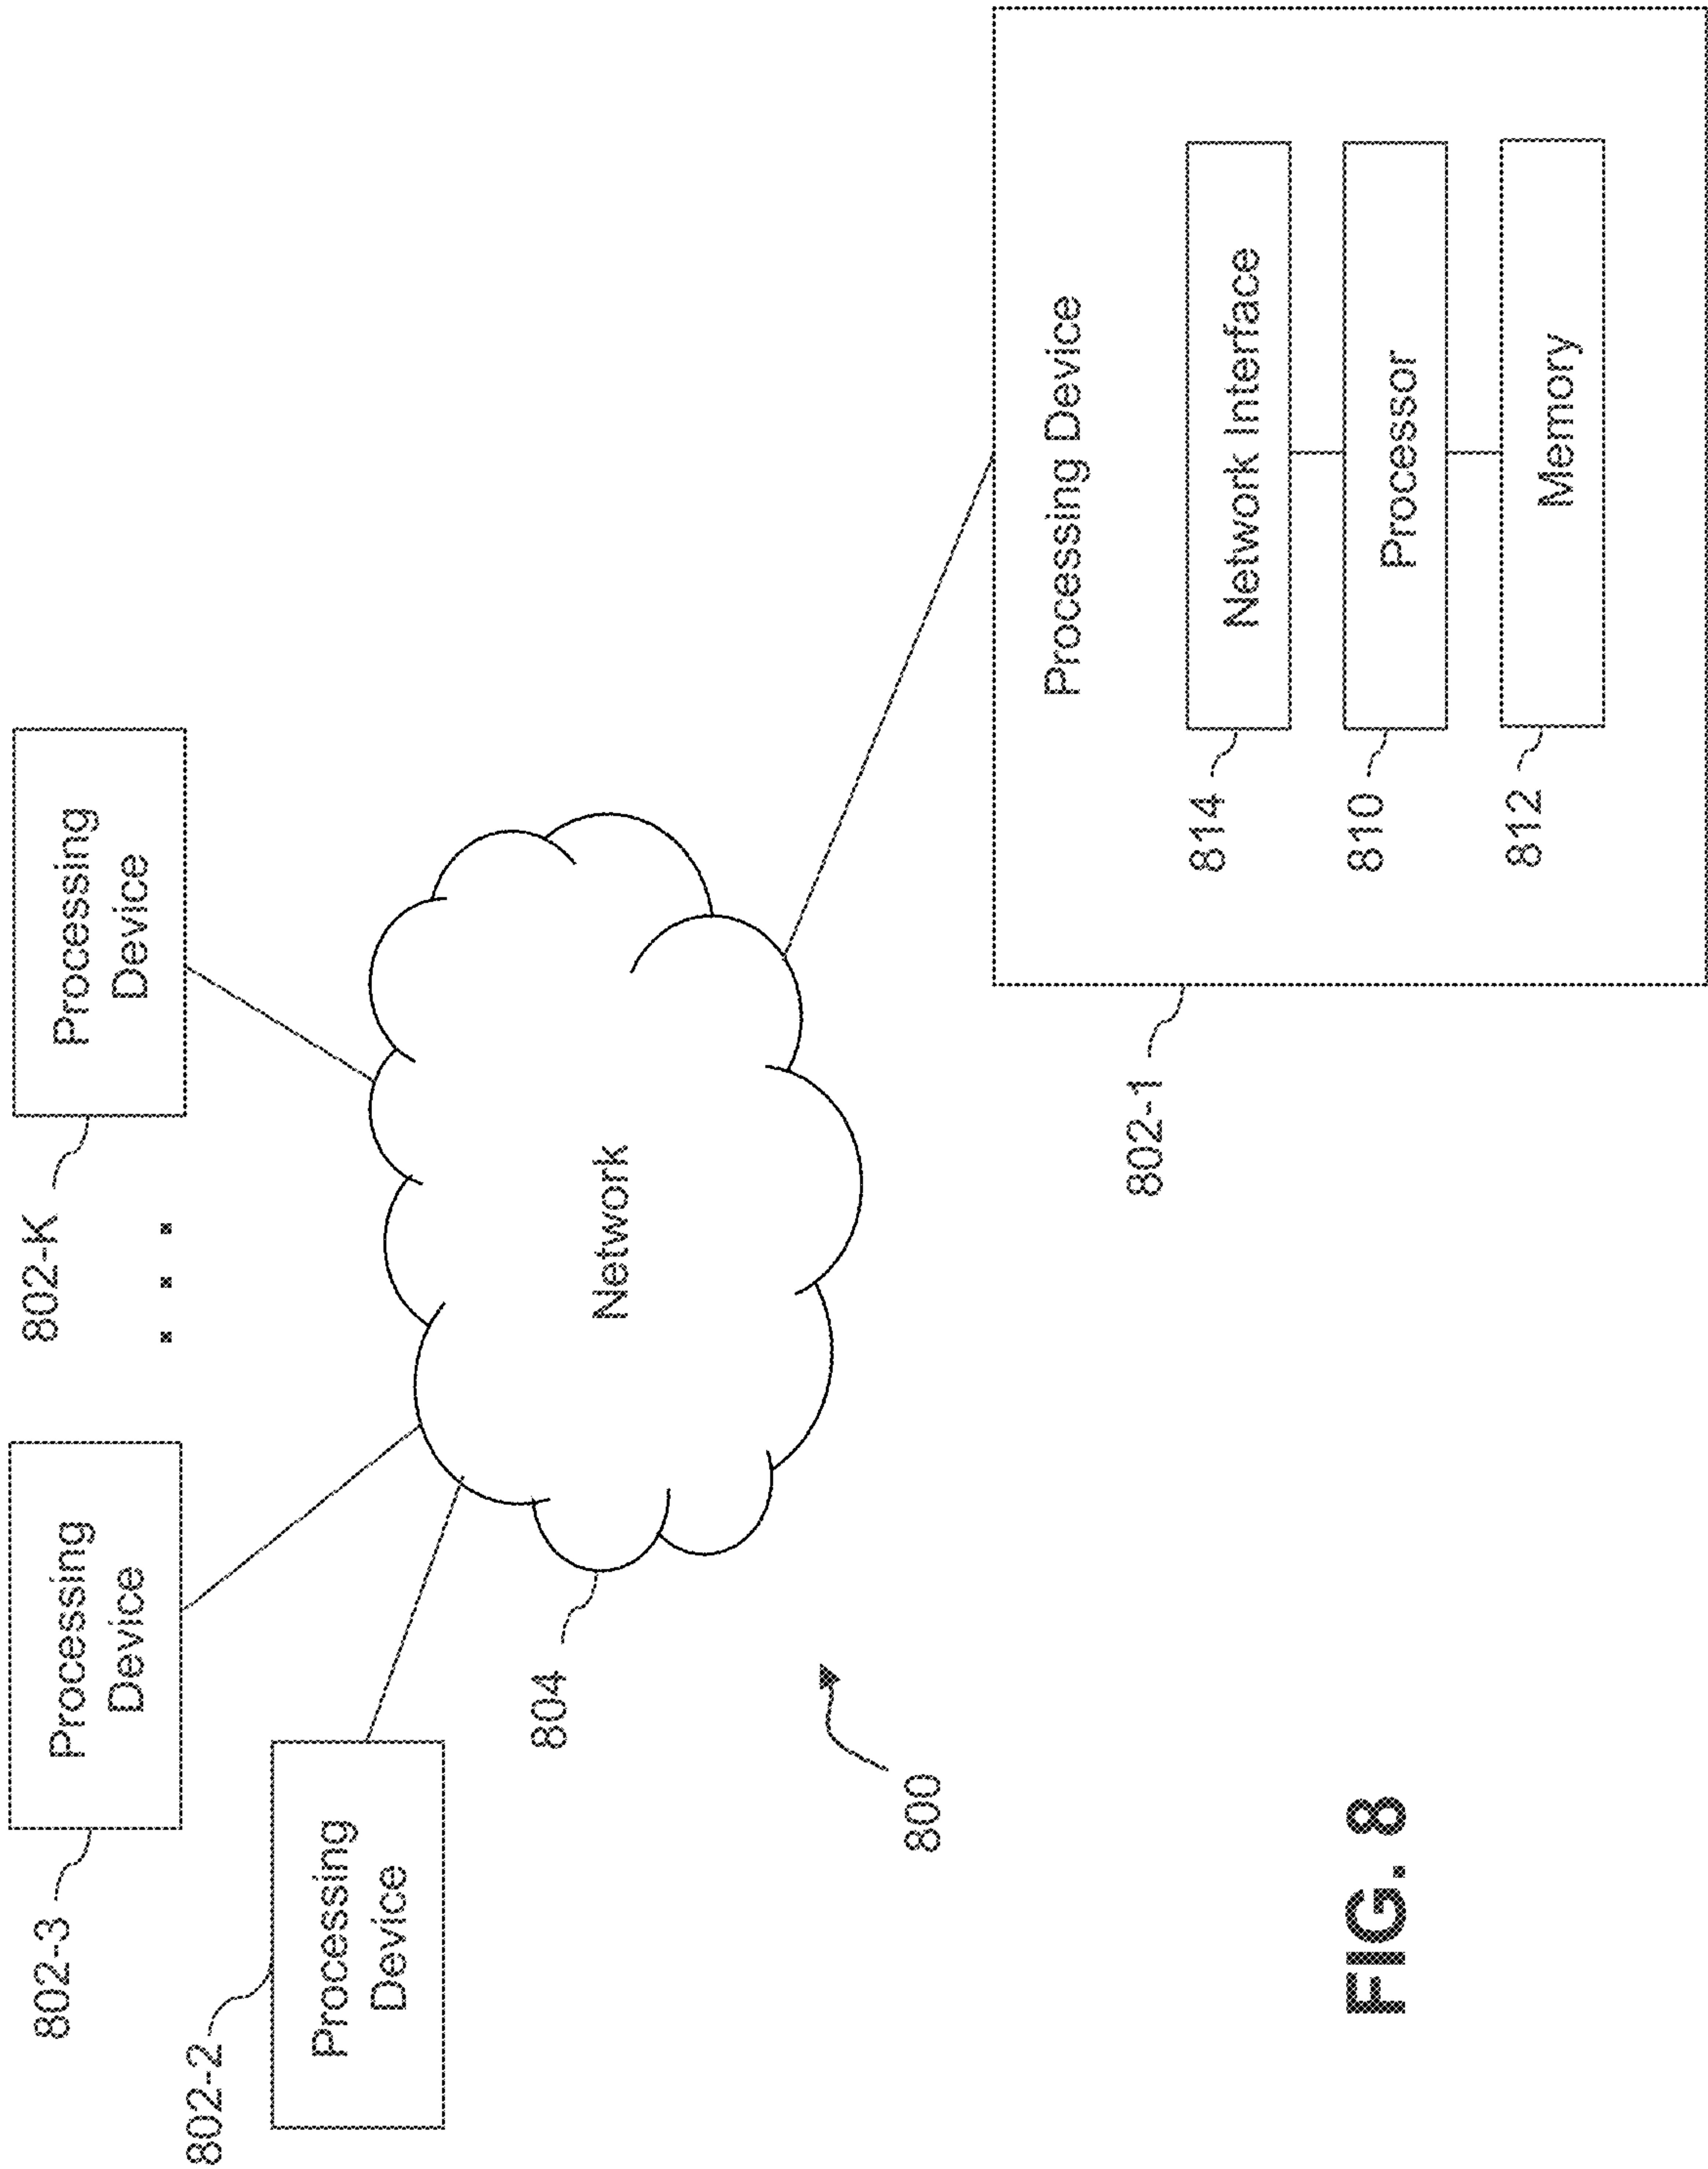 802-2
Processing
Device
802-3
Processing
Device
802-K
Processing
Device
. . .
804
Network
800
802-1
Processing Device
814
Network Interface
810
Processor
812
Memory
FIG. 8